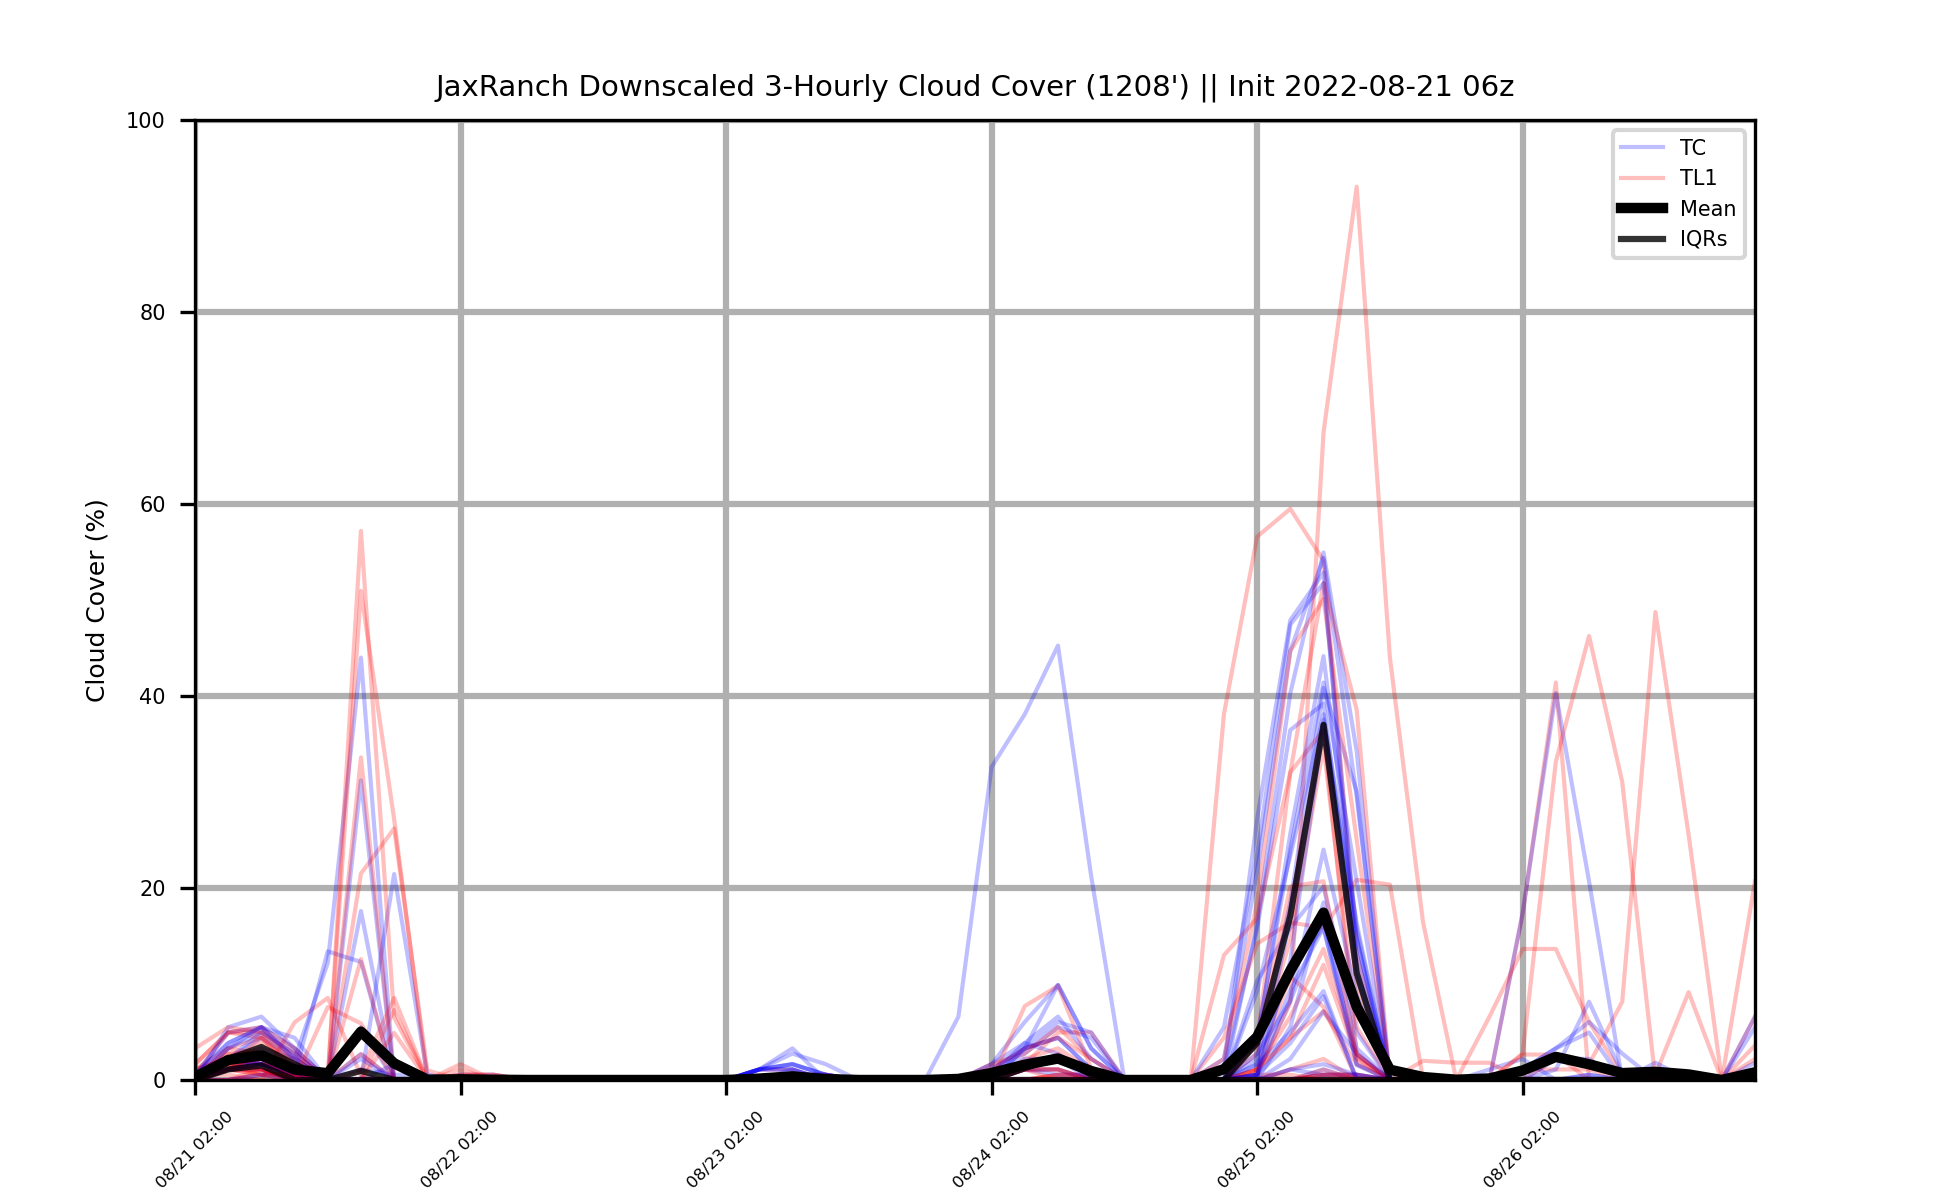 JaxRanch Downscaled 3-Hourly Cloud Cover (1208') || Init 2022-08-21 06z
100
80
60
40
20
0
Cloud Cover (%)
TC
TL1
Mean
IQRs
08/21 02:00
08/22 02:00
08/23 02:00
08/24 02:00
08/25 02:00
08/26 02:00